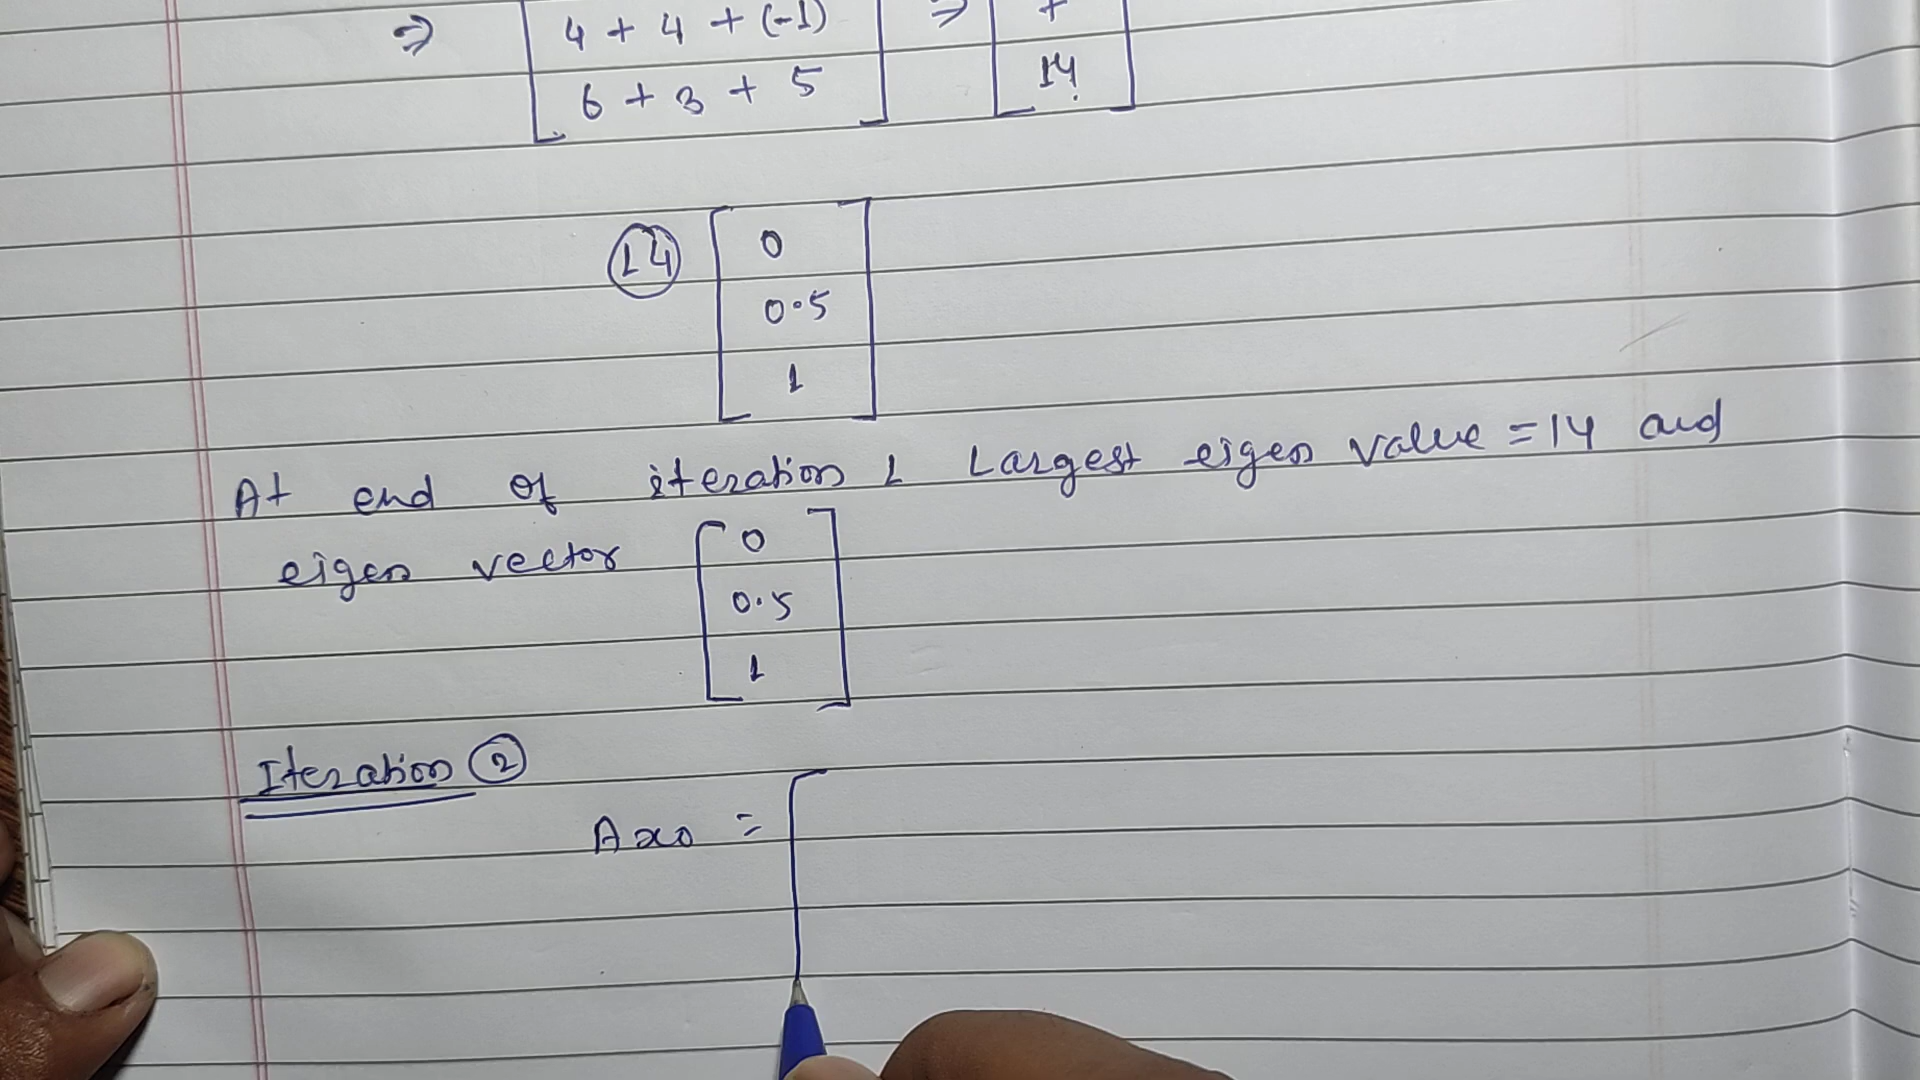 ⇒ [ 4 + 4 + (-1) ⇒ [
6 + 3 + 5 ] 14 ]
(14) [ 0
0.5
1 ]
At end of iteration 1 Largest eigen value = 14 and
eigen vector [ 0
0.5
1 ]
Iteration (2)
A x0 = [